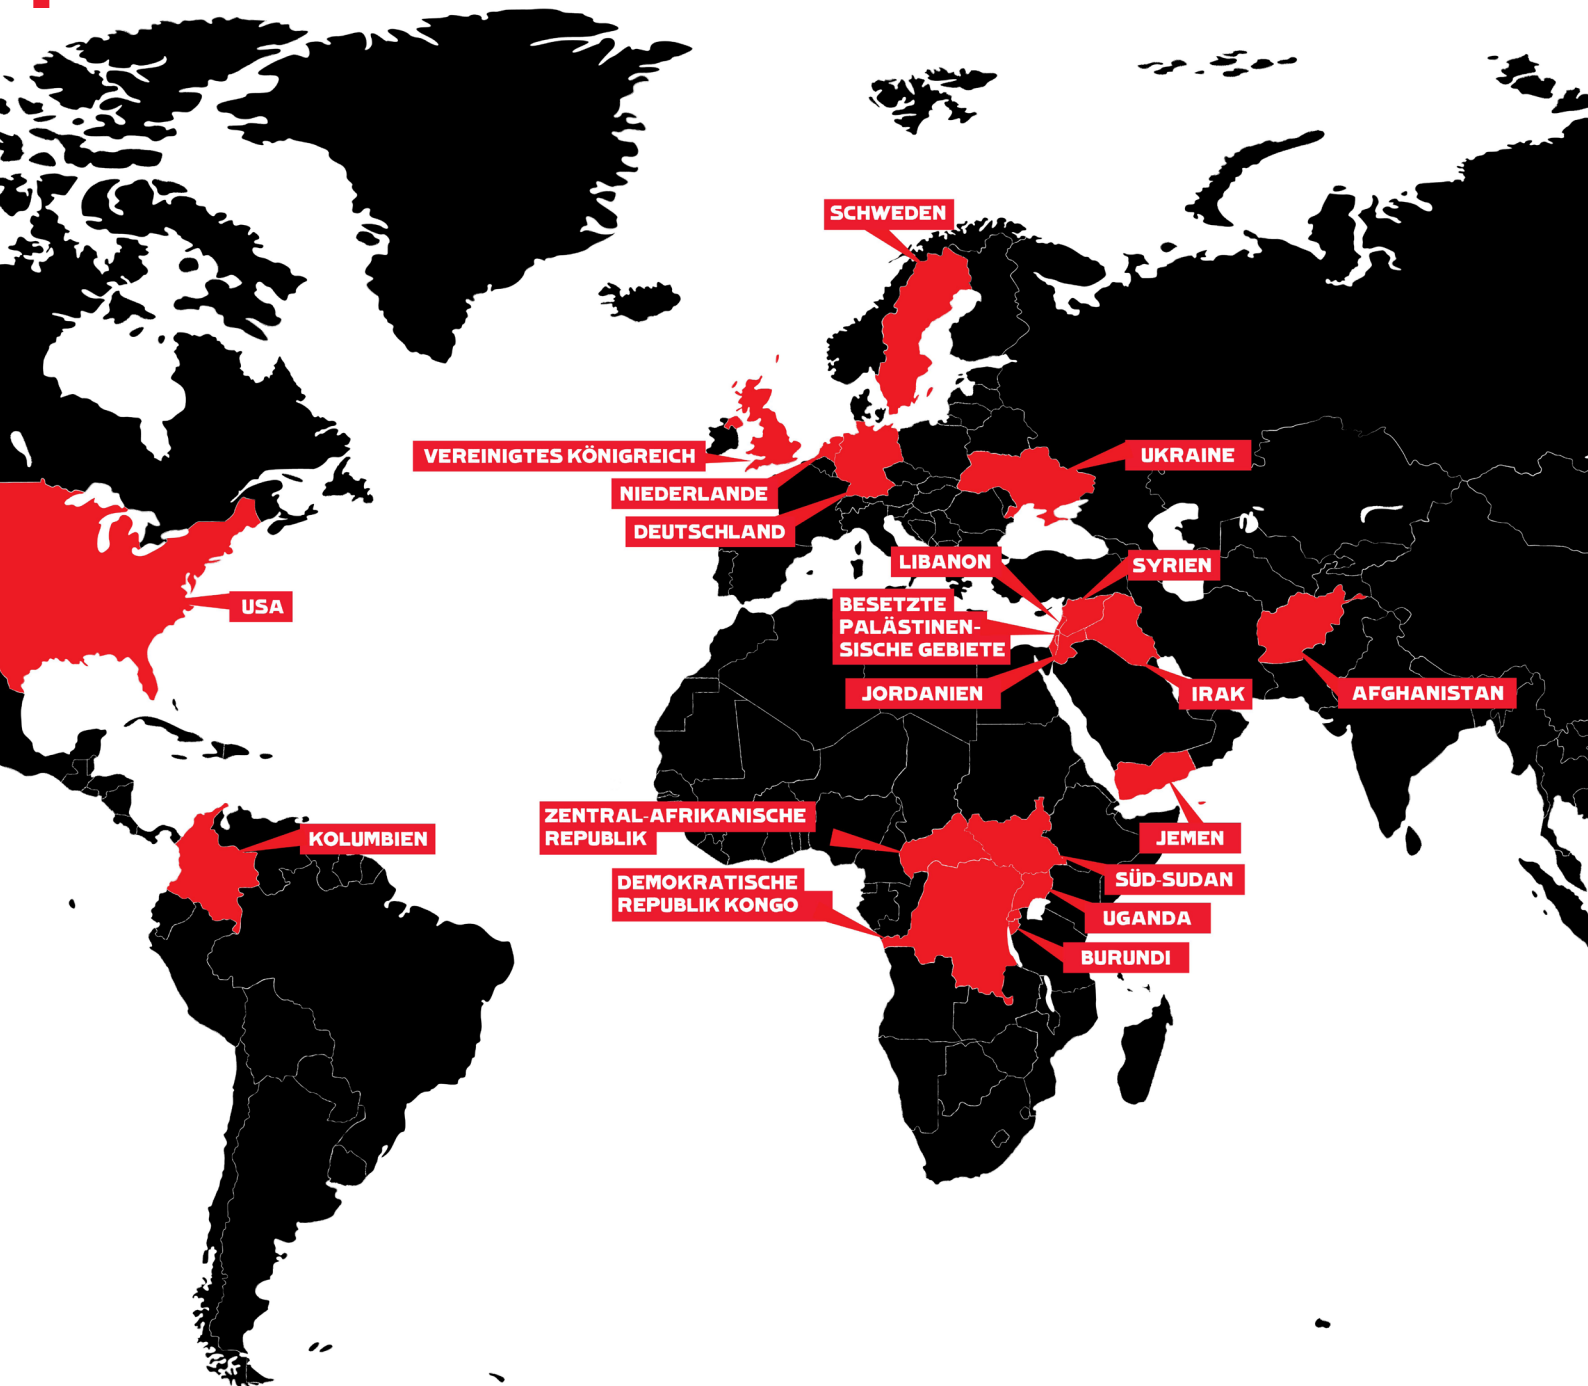 SCHWEDEN
VEREINIGTES KÖNIGREICH
UKRAINE
NIEDERLANDE
DEUTSCHLAND
LIBANON
SYRIEN
USA
BESETZTE
PALÄSTINEN-
SISCHE GEBIETE
JORDANIEN
IRAK
AFGHANISTAN
ZENTRAL-AFRIKANISCHE
REPUBLIK
KOLUMBIEN
JEMEN
DEMOKRATISCHE
REPUBLIK KONGO
SÜD-SUDAN
UGANDA
BURUNDI